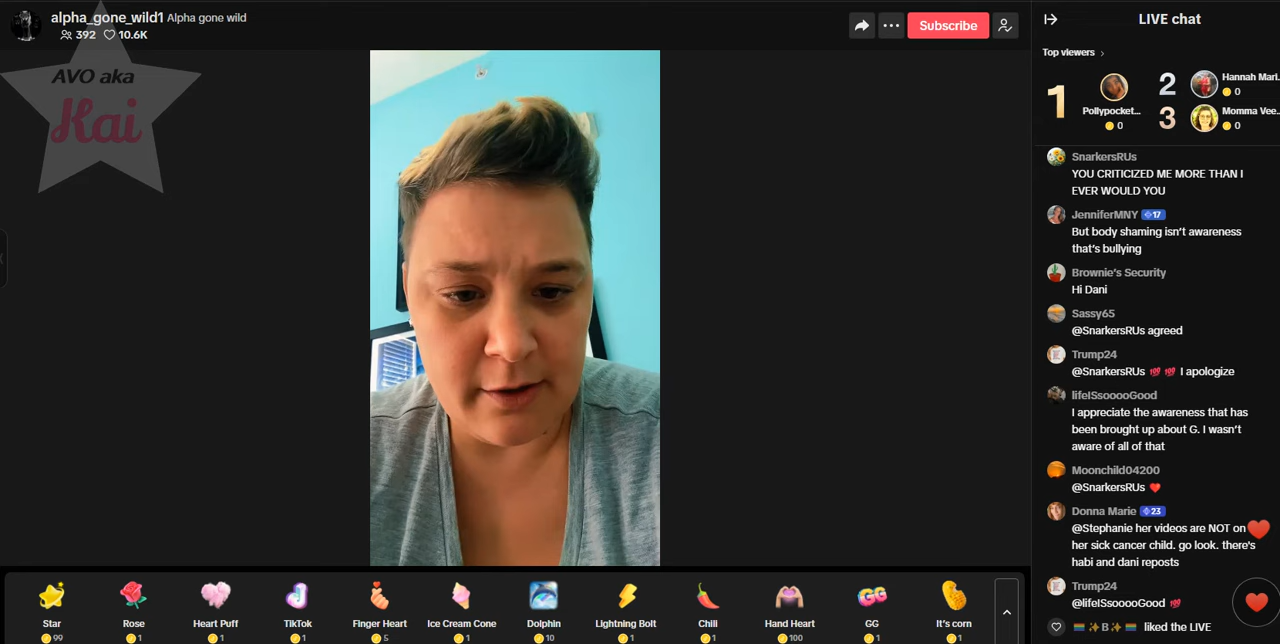 alpha_gone_wild1 Alpha gone wild
392 10.6K
Subscribe
AVO aka
Kai
LIVE chat
Top viewers >
1
Pollypocket...
0
2
Hannah Mari..
0
3
Momma Vee..
0
SnarkersRUs
YOU CRITICIZED ME MORE THAN I
EVER WOULD YOU
JenniferMNY 17
But body shaming isn't awareness
that's bullying
Brownie's Security
Hi Dani
Sassy65
@SnarkersRUs agreed
Trump24
@SnarkersRUs 💯 💯 I apologize
lifeISsooooGood
I appreciate the awareness that has
been brought up about G. I wasn't
aware of all of that
Moonchild04200
@SnarkersRUs ❤️
Donna Marie 23
@Stephanie her videos are NOT on
her sick cancer child. go look. there's
habi and dani reposts
Trump24
@lifeISsooooGood 💯
🏳️‍🌈✨B✨🏳️‍🌈 liked the LIVE
Star
99
Rose
1
Heart Puff
1
TikTok
1
Finger Heart
5
Ice Cream Cone
1
Dolphin
10
Lightning Bolt
1
Chili
1
Hand Heart
100
GG
GG
1
It's corn
1